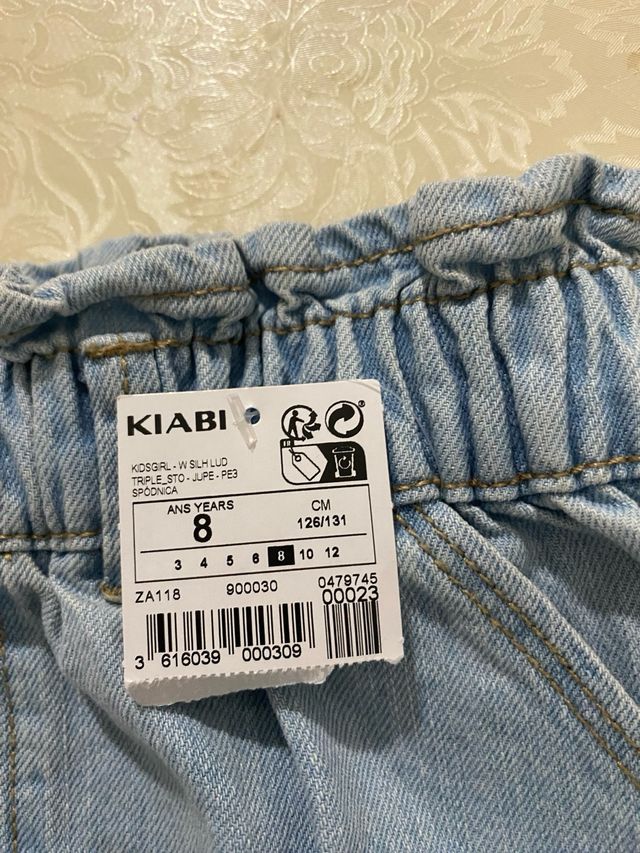 KIABI
FR
KIDSGIRL - W SILH LUD
TRIPLE_STO - JUPE - PE3
SPÓDNICA
ANS YEARS
8
CM
126/131
3 4 5 6 8 10 12
ZA118 900030 0479745
00023
3 616039 000309